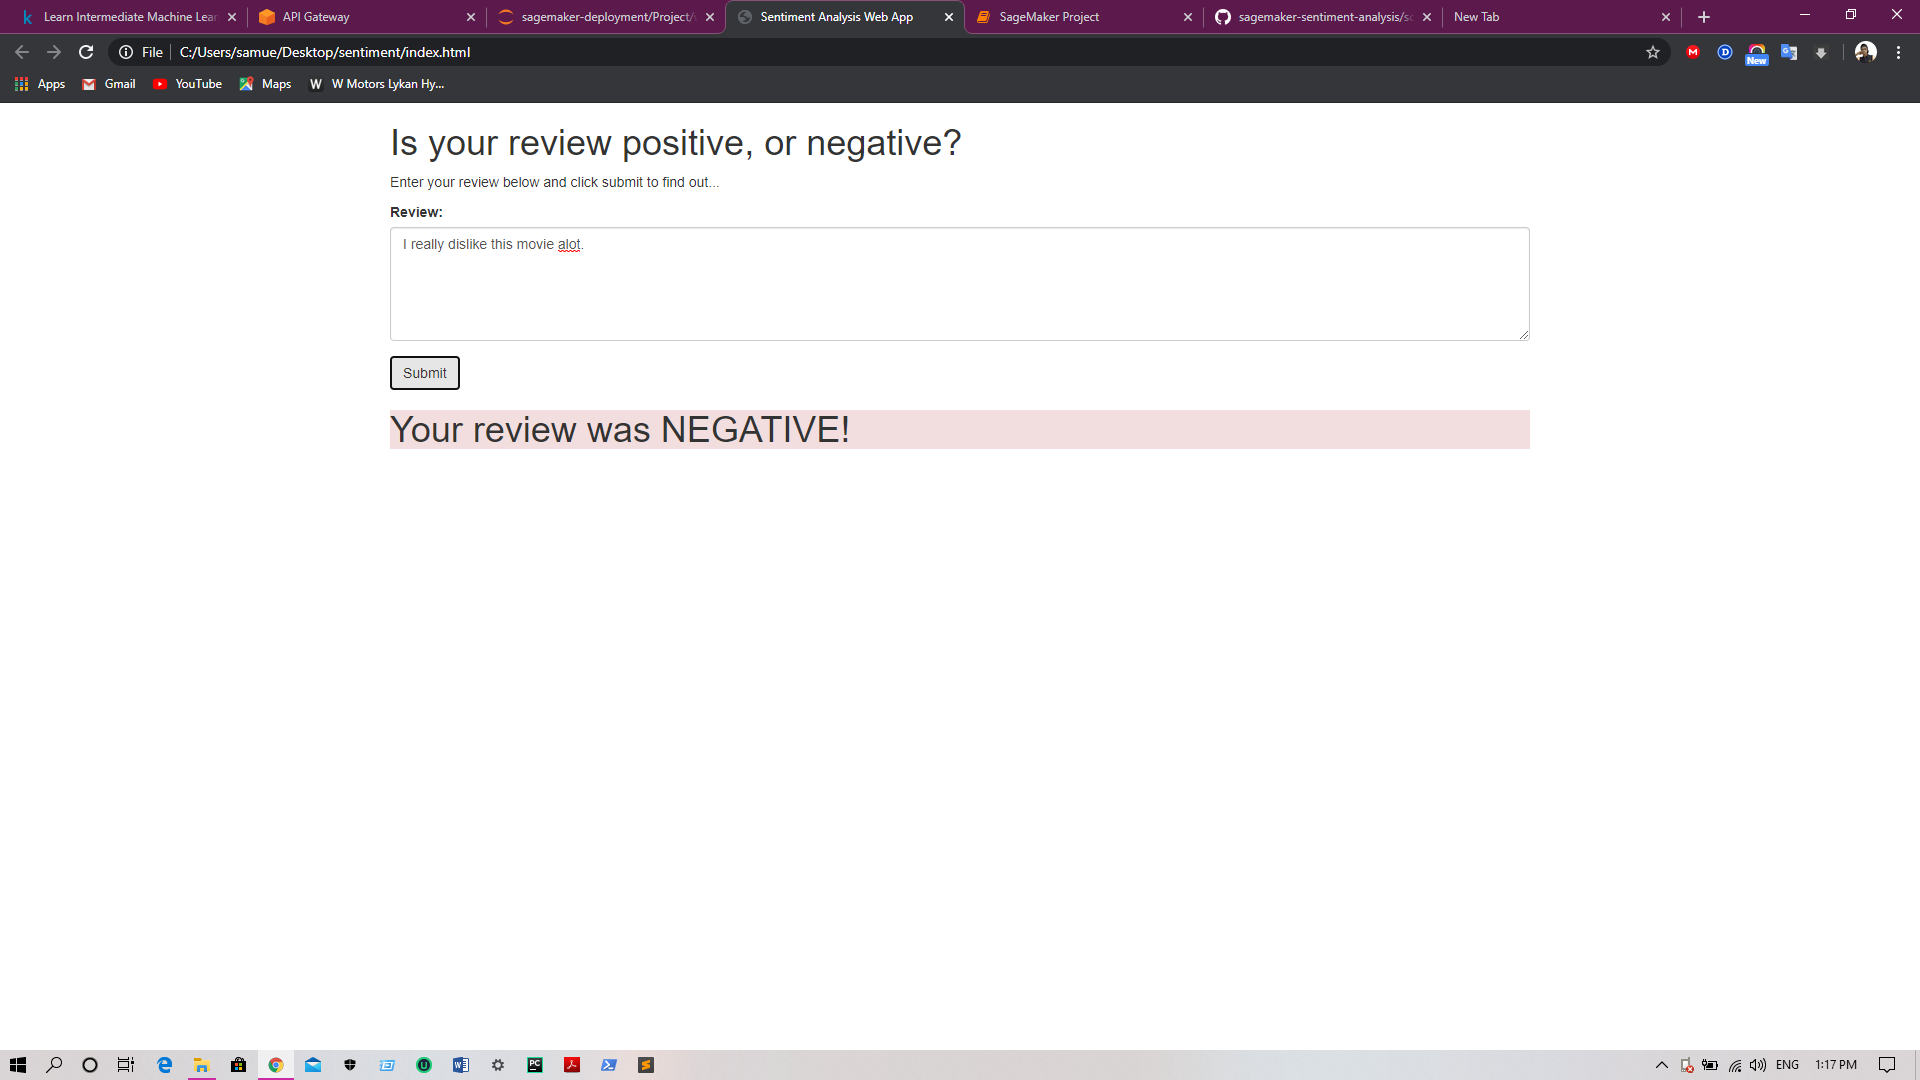 Learn Intermediate Machine Lear
API Gateway
sagemaker-deployment/Project/
Sentiment Analysis Web App
SageMaker Project
sagemaker-sentiment-analysis/sc
New Tab
File
C:/Users/samue/Desktop/sentiment/index.html
New
Apps
Gmail
YouTube
Maps
W Motors Lykan Hy...
Is your review positive, or negative?
Enter your review below and click submit to find out...
Review:
I really dislike this movie alot.
Submit
Your review was NEGATIVE!
ENG
1:17 PM